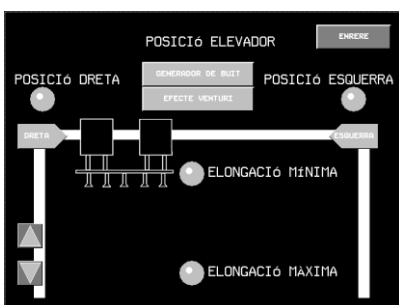 POSICIÓ ELEVADOR
ENRERE
POSICIÓ DRETA
GENERADOR DE BUIT
POSICIÓ ESQUERRA
EFECTE VENTURI
DRETA
ESQUERRA
ELONGACIÓ MÍNIMA
ELONGACIÓ MÀXIMA